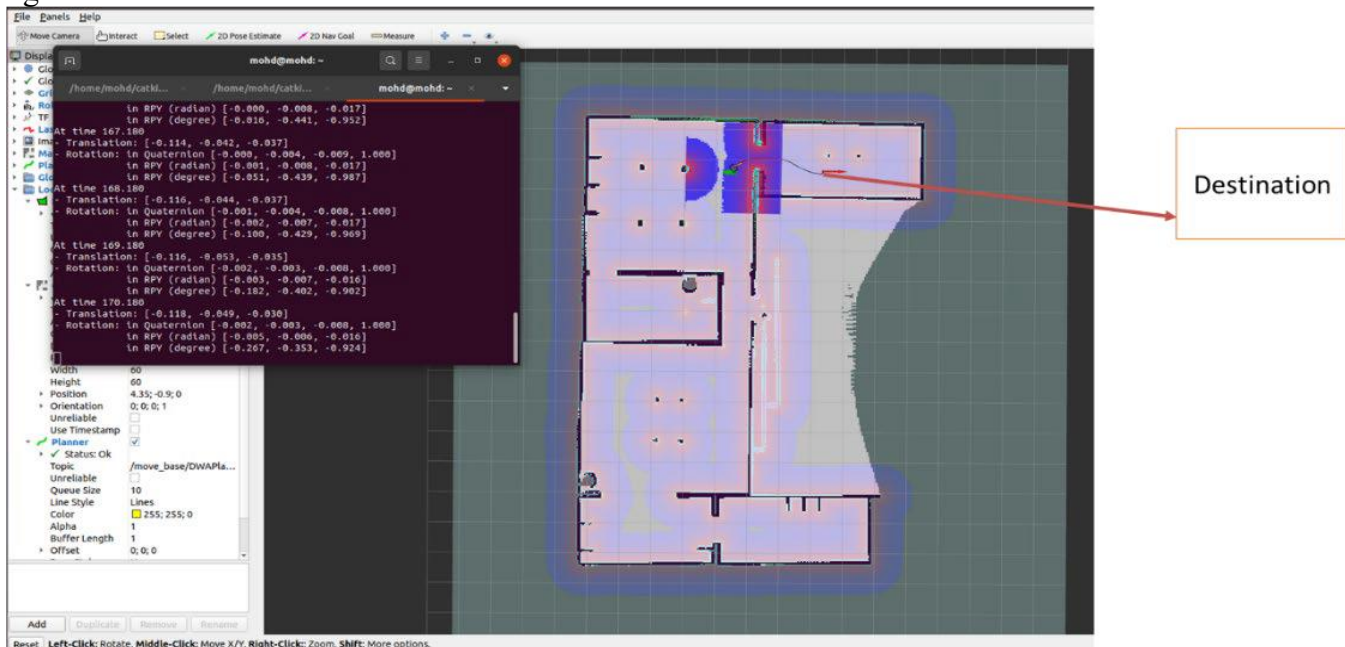 File Panels Help
Move Camera Interact Select 2D Pose Estimate 2D Nav Goal Measure
Displa
mohd@mohd: ~
Glo
Glo
/home/mohd/catki... /home/mohd/catki... mohd@mohd: ~
Gri
Rob
TF
Las
Ima
Ma
Pla
Glo
Loc
in RPY (radian) [-0.000, -0.008, -0.017]
in RPY (degree) [-0.016, -0.441, -0.952]
At time 167.180
- Translation: [-0.114, -0.042, -0.037]
- Rotation: in Quaternion [-0.000, -0.004, -0.009, 1.000]
in RPY (radian) [-0.001, -0.008, -0.017]
in RPY (degree) [-0.051, -0.439, -0.987]
At time 168.180
- Translation: [-0.116, -0.044, -0.037]
- Rotation: in Quaternion [-0.001, -0.004, -0.008, 1.000]
in RPY (radian) [-0.002, -0.007, -0.017]
in RPY (degree) [-0.100, -0.429, -0.969]
At time 169.180
- Translation: [-0.116, -0.053, -0.035]
- Rotation: in Quaternion [-0.002, -0.003, -0.008, 1.000]
in RPY (radian) [-0.003, -0.007, -0.016]
in RPY (degree) [-0.182, -0.402, -0.902]
At time 170.180
- Translation: [-0.118, -0.049, -0.030]
- Rotation: in Quaternion [-0.002, -0.003, -0.008, 1.000]
in RPY (radian) [-0.005, -0.006, -0.016]
in RPY (degree) [-0.267, -0.353, -0.924]
Width 60
Height 60
Position 4.35; -0.9; 0
Orientation 0; 0; 0; 1
Unreliable
Use Timestamp
Planner
Status: Ok
Topic /move_base/DWAPla...
Unreliable
Queue Size 10
Line Style Lines
Color 255; 255; 0
Alpha 1
Buffer Length 1
Offset 0; 0; 0
Add Duplicate Remove Rename
Reset Left-Click: Rotate. Middle-Click: Move X/Y. Right-Click:: Zoom. Shift: More options.
Destination